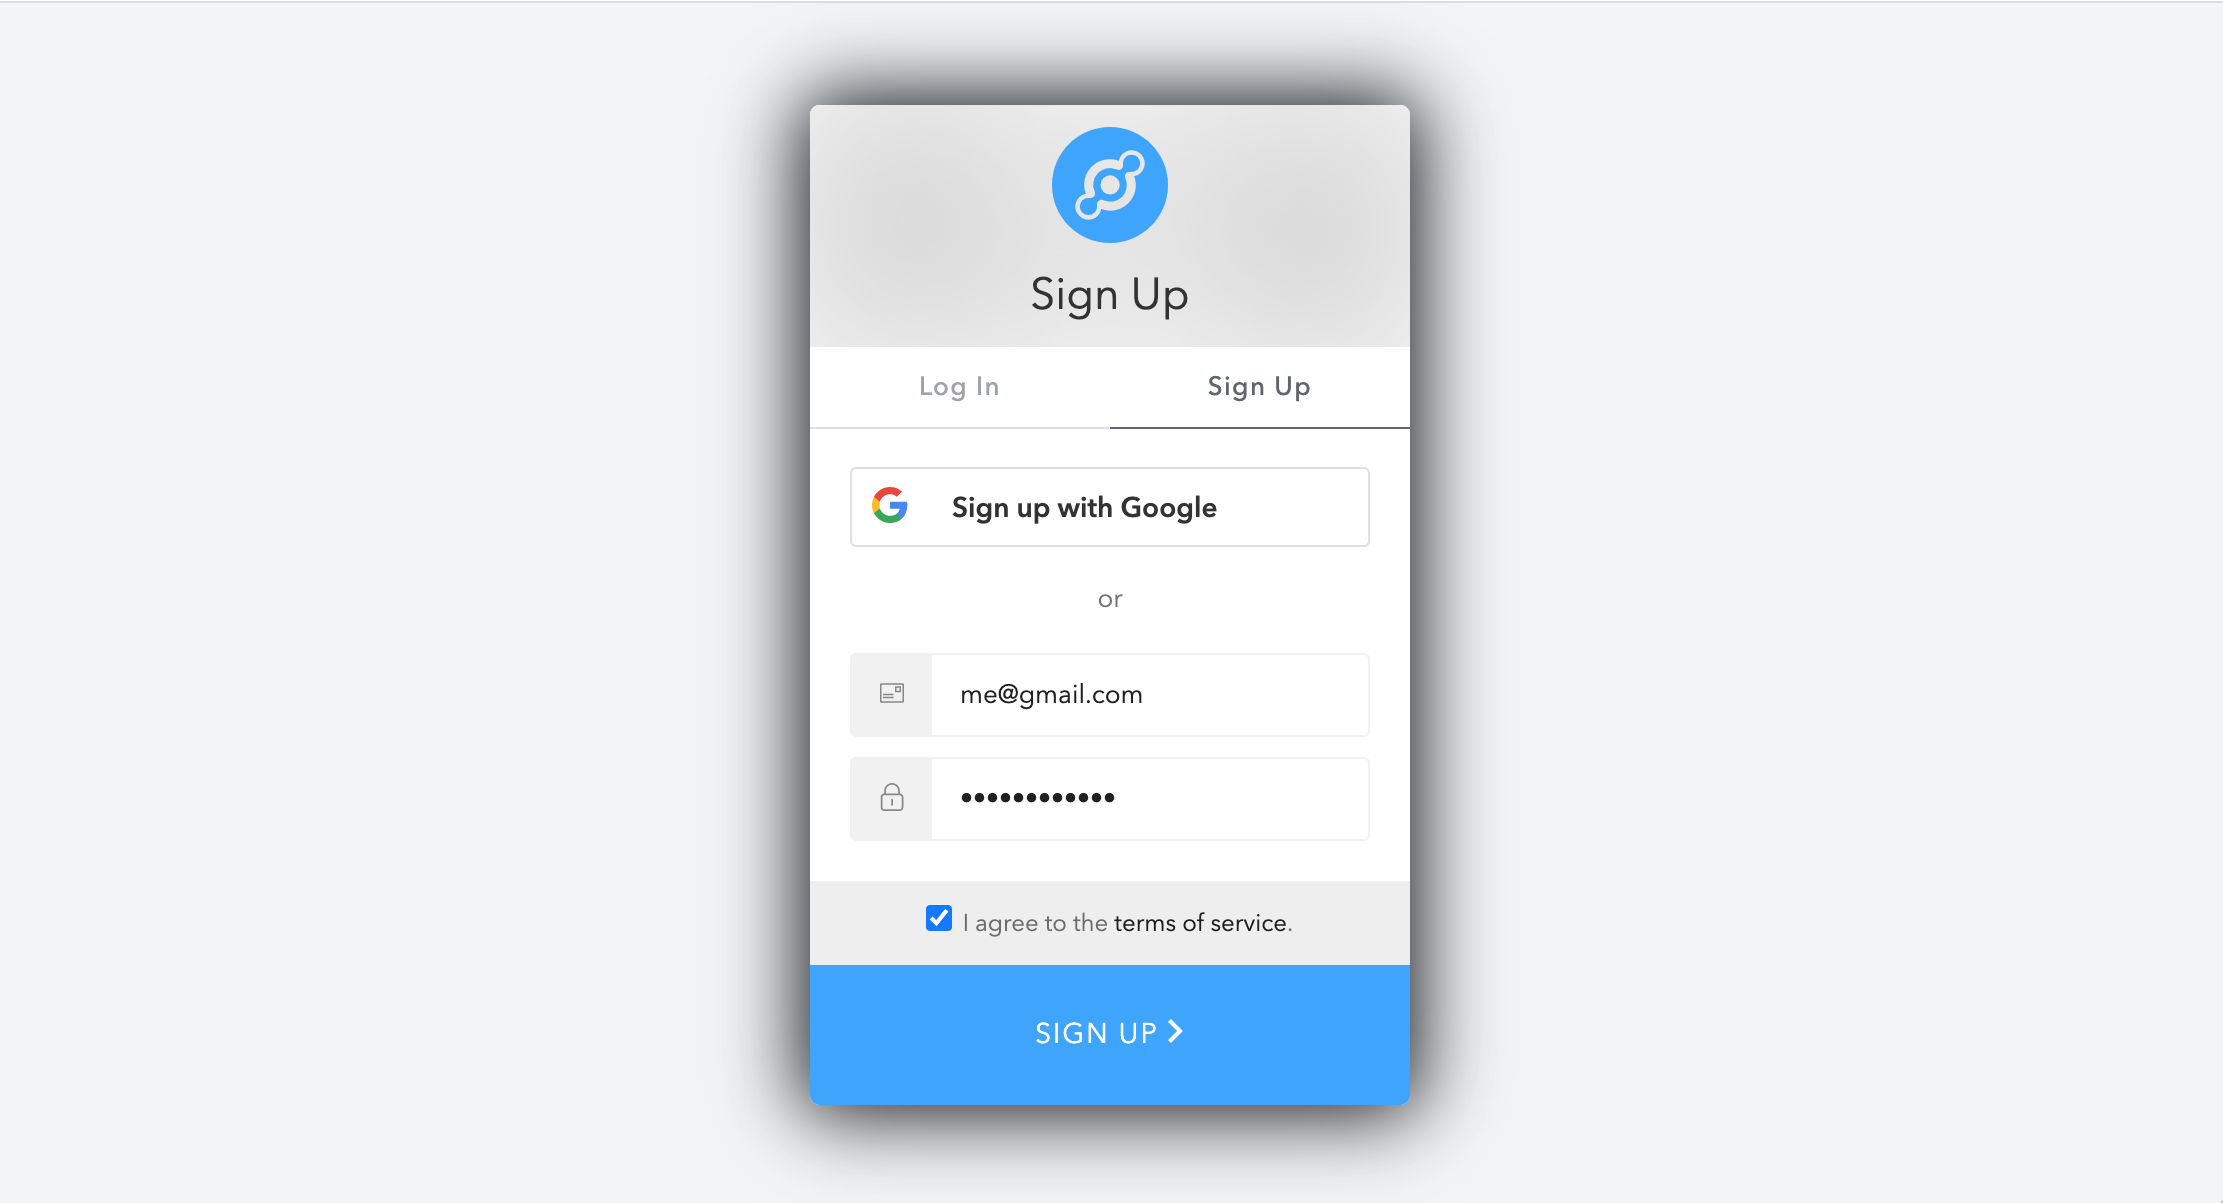 Sign Up
Log In
Sign Up
Sign up with Google
or
me@gmail.com
••••••••••••
I agree to the terms of service.
SIGN UP